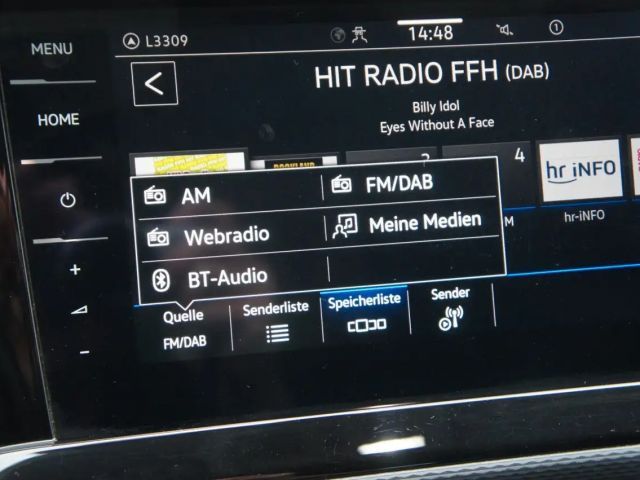 MENU
L3309
14:48
1
HOME
HIT RADIO FFH (DAB)
Billy Idol
Eyes Without A Face
4
hr iNFO
hr-iNFO
AM
FM/DAB
Webradio
Meine Medien
BT-Audio
Quelle
FM/DAB
Senderliste
Speicherliste
Sender